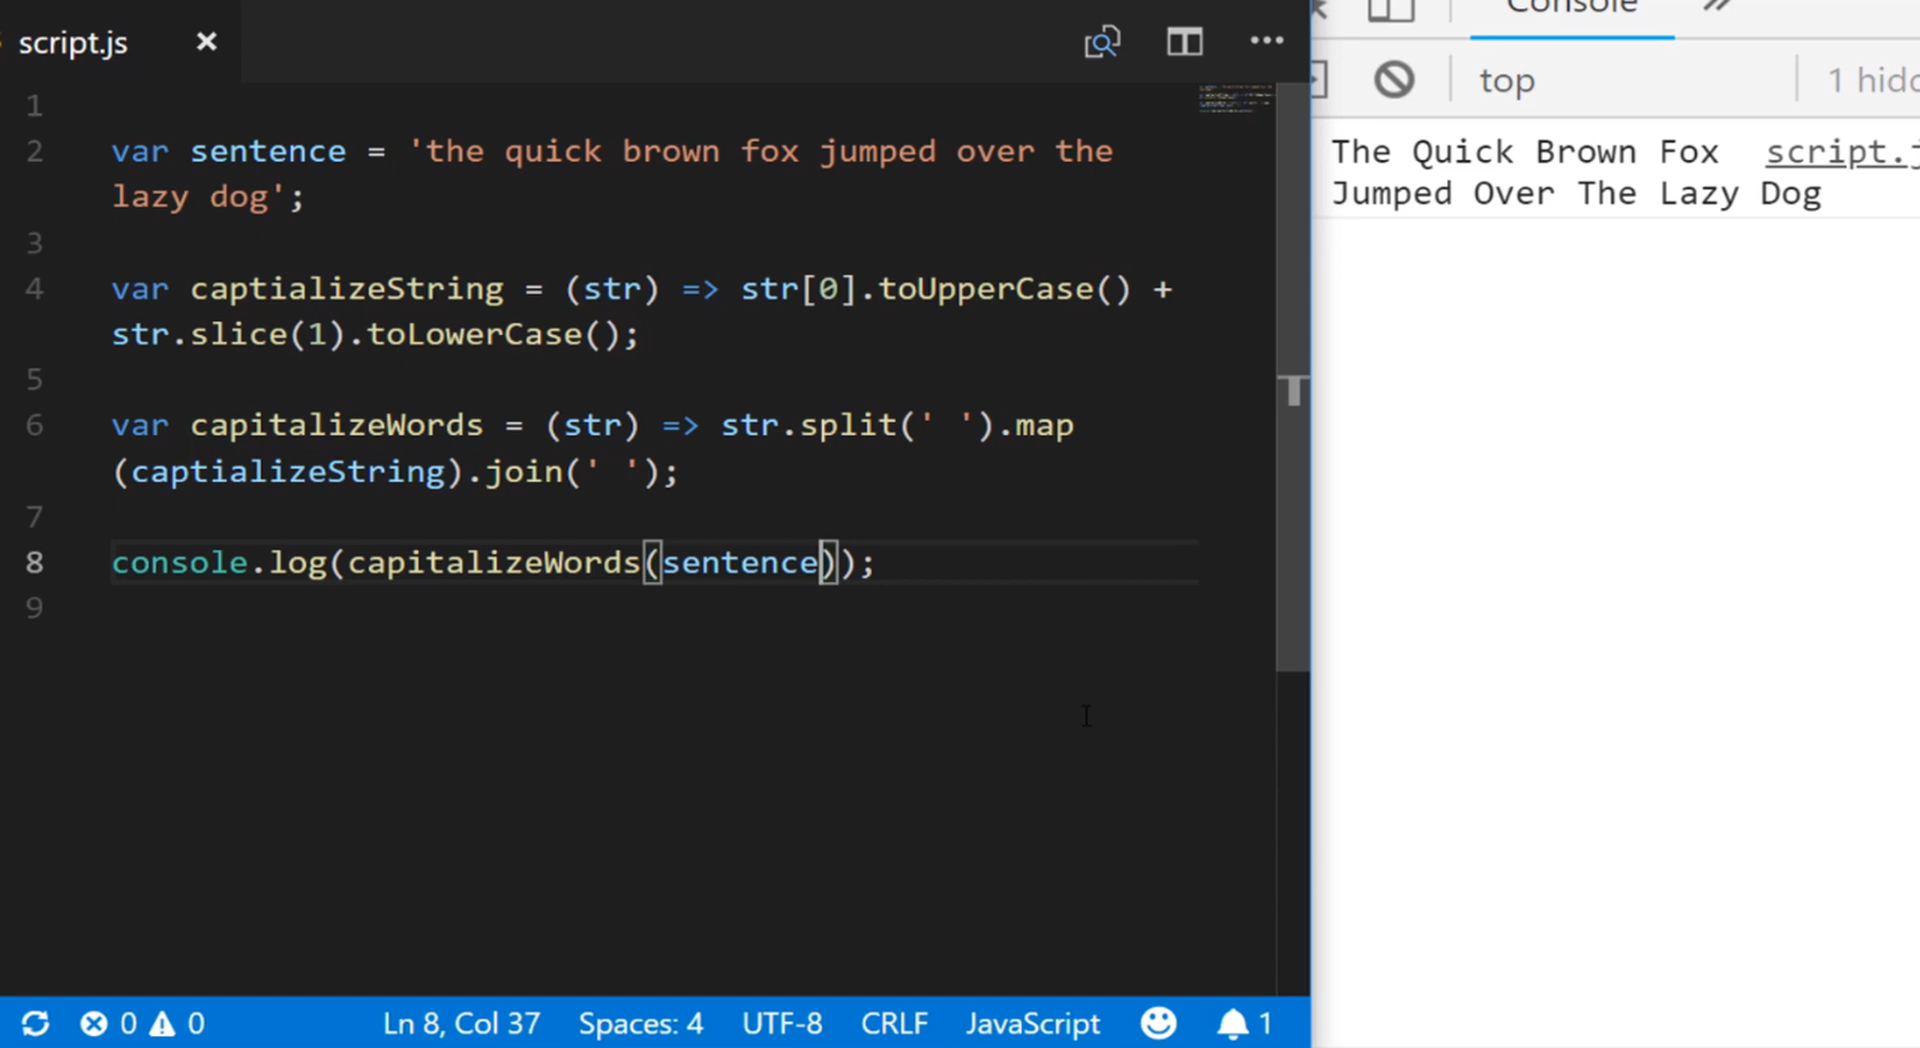 script.js
1
2 var sentence = 'the quick brown fox jumped over the
lazy dog';
3
4 var captializeString = (str) => str[0].toUpperCase() +
str.slice(1).toLowerCase();
5
6 var capitalizeWords = (str) => str.split(' ').map
(captializeString).join(' ');
7
8 console.log(capitalizeWords(sentence));
9
0 0 Ln 8, Col 37 Spaces: 4 UTF-8 CRLF JavaScript 1
Console
top 1
The Quick Brown Fox script.j
Jumped Over The Lazy Dog